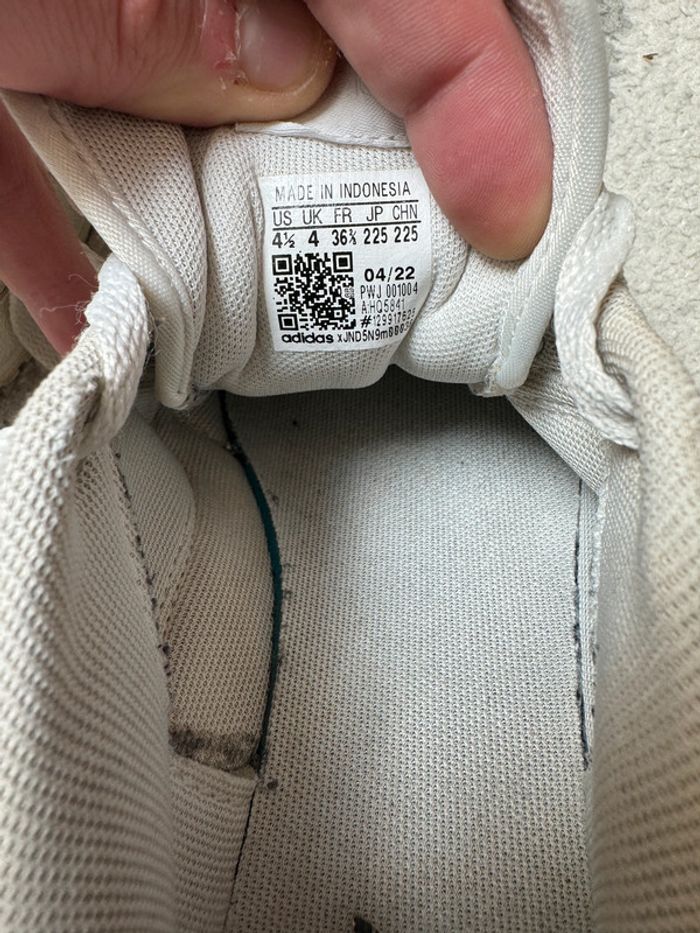 MADE IN INDONESIA
US UK FR JP CHN
4½ 4 36⅔ 225 225
04/22
PWJ 001004
A:HQ5841
adidas